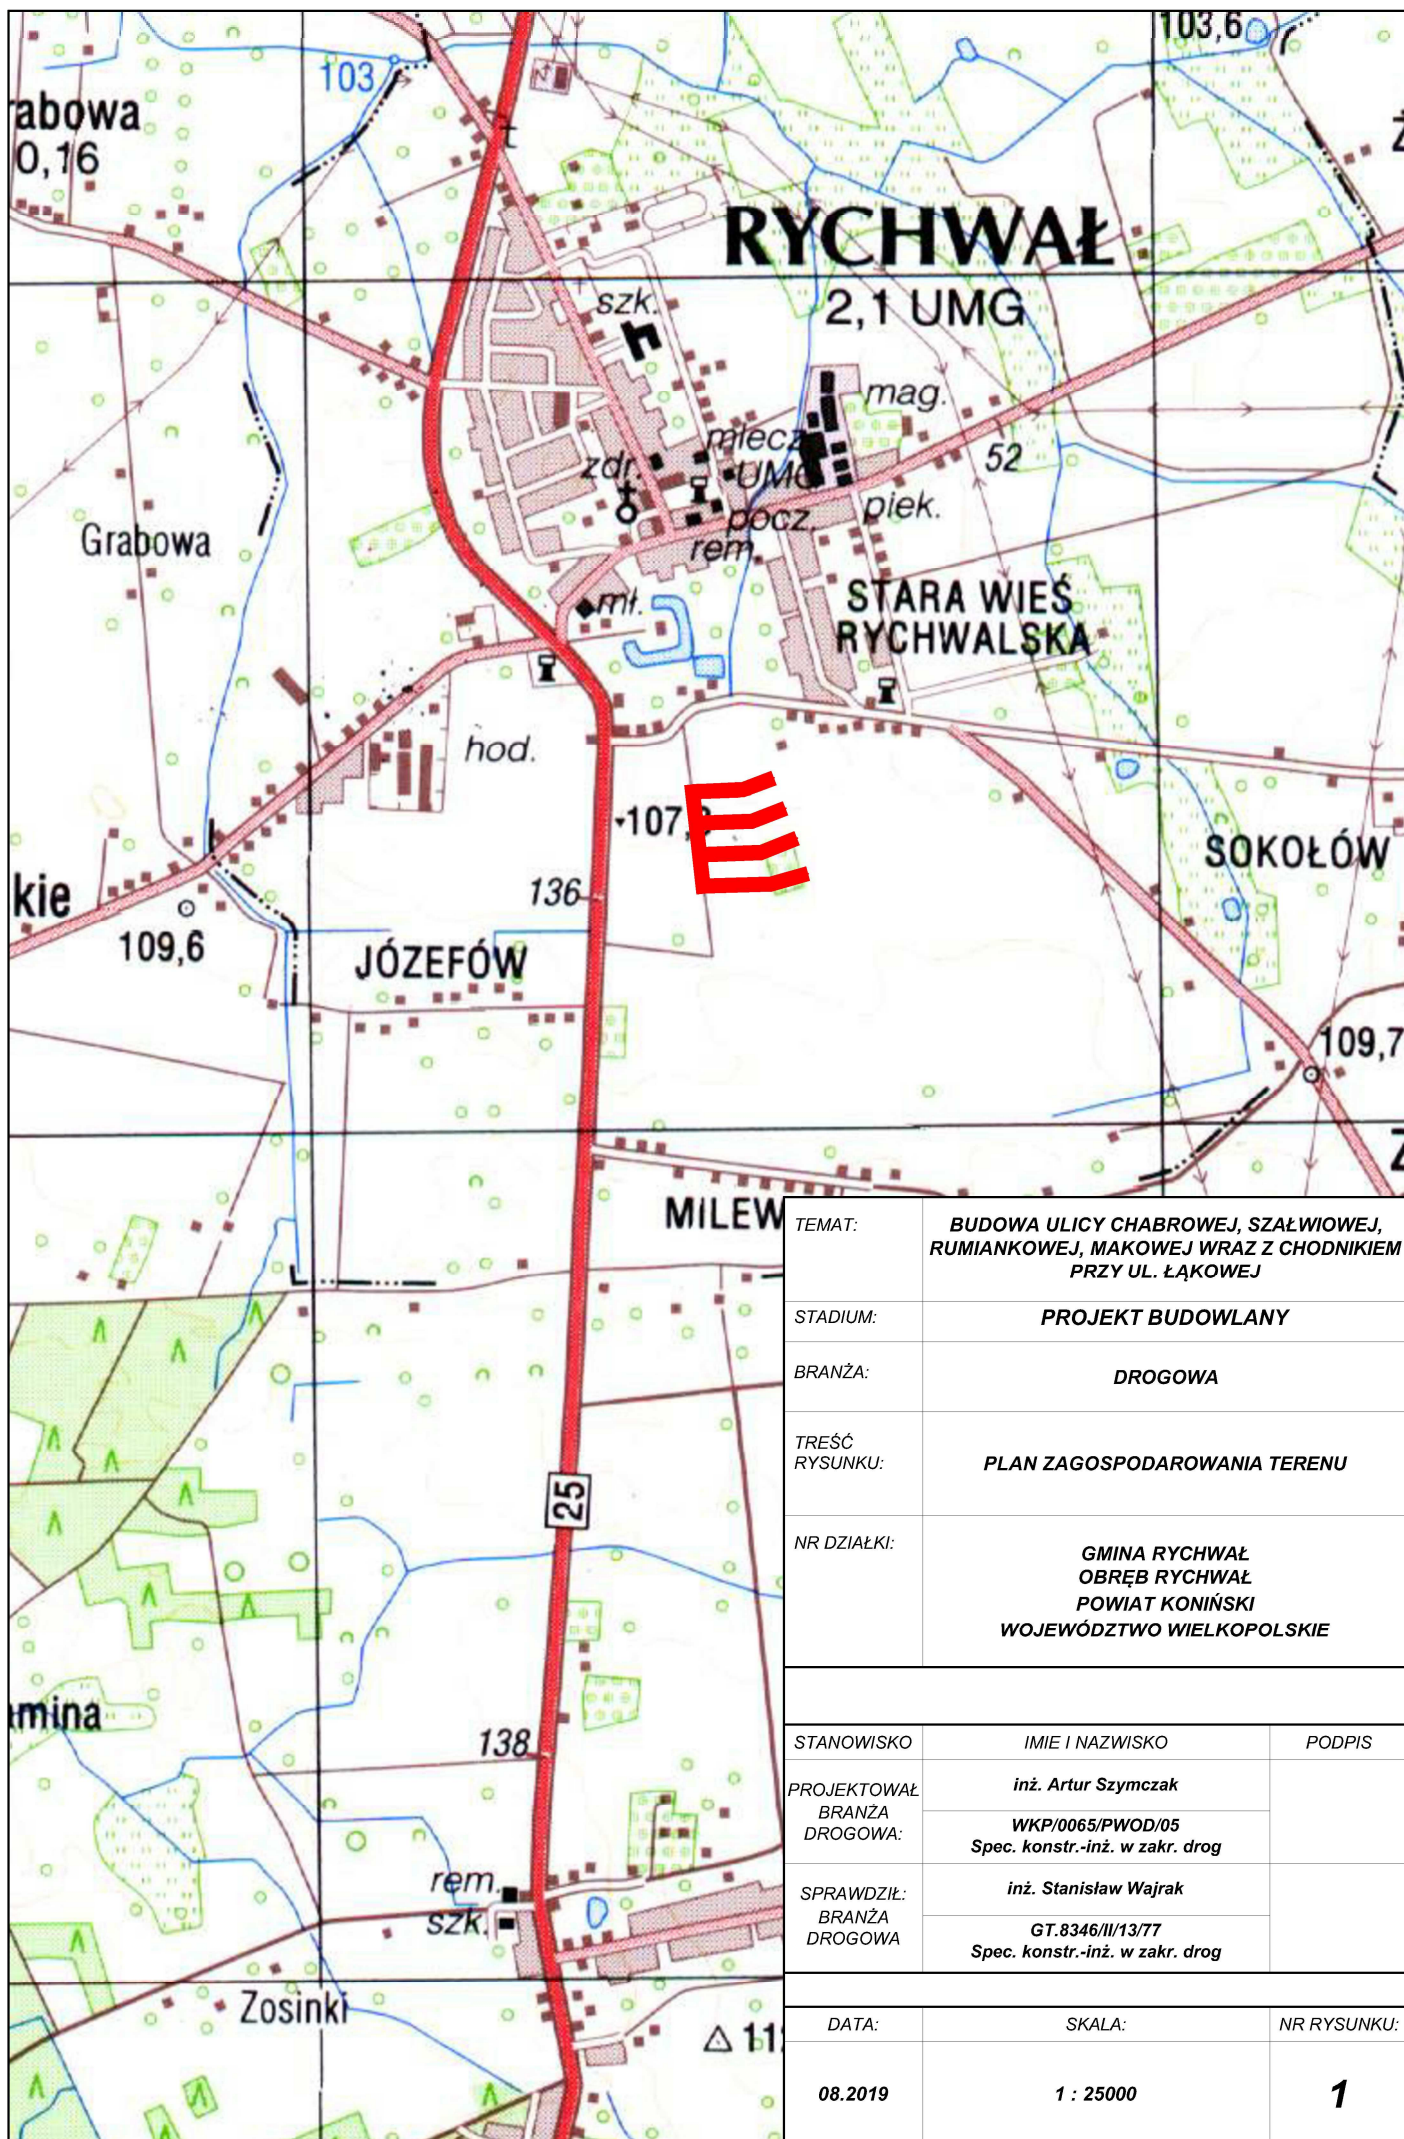 103,6
103
rabowa
0,16
RYCHWAŁ
2,1 UMG
szk.
mag.
mlecz.
zdr.
UMG
52
pocz.
piek.
rem.
Grabowa
mł.
STARA WIEŚ
RYCHWALSKA
hod.
107,8
SOKOŁÓW
136
kie
109,6
JÓZEFÓW
109,7
MILEW
25
mina
138
rem.
szk.
Zosinki
11
TEMAT:
BUDOWA ULICY CHABROWEJ, SZAŁWIOWEJ,
RUMIANKOWEJ, MAKOWEJ WRAZ Z CHODNIKIEM
PRZY UL. ŁĄKOWEJ
STADIUM:
PROJEKT BUDOWLANY
BRANŻA:
DROGOWA
TREŚĆ
RYSUNKU:
PLAN ZAGOSPODAROWANIA TERENU
NR DZIAŁKI:
GMINA RYCHWAŁ
OBRĘB RYCHWAŁ
POWIAT KONIŃSKI
WOJEWÓDZTWO WIELKOPOLSKIE
STANOWISKO IMIE I NAZWISKO PODPIS
PROJEKTOWAŁ
BRANŻA
DROGOWA:
inż. Artur Szymczak
WKP/0065/PWOD/05
Spec. konstr.-inż. w zakr. drog
SPRAWDZIŁ:
BRANŻA
DROGOWA
inż. Stanisław Wajrak
GT.8346/II/13/77
Spec. konstr.-inż. w zakr. drog
DATA: SKALA: NR RYSUNKU:
08.2019 1 : 25000 1